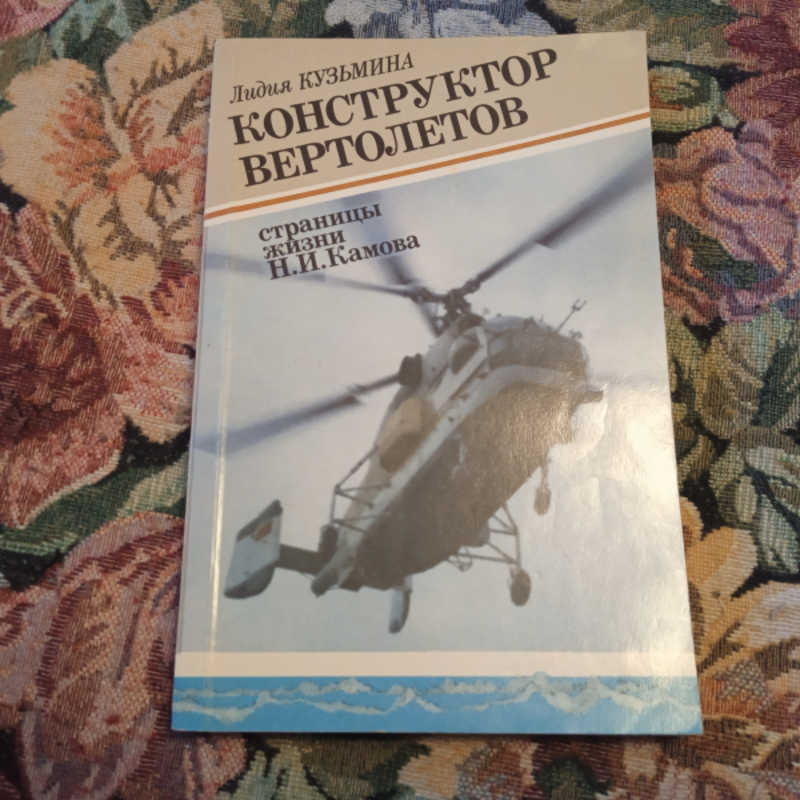 Лидия КУЗЬМИНА
КОНСТРУКТОР
ВЕРТОЛЕТОВ
страницы
жизни
Н.И.Камова